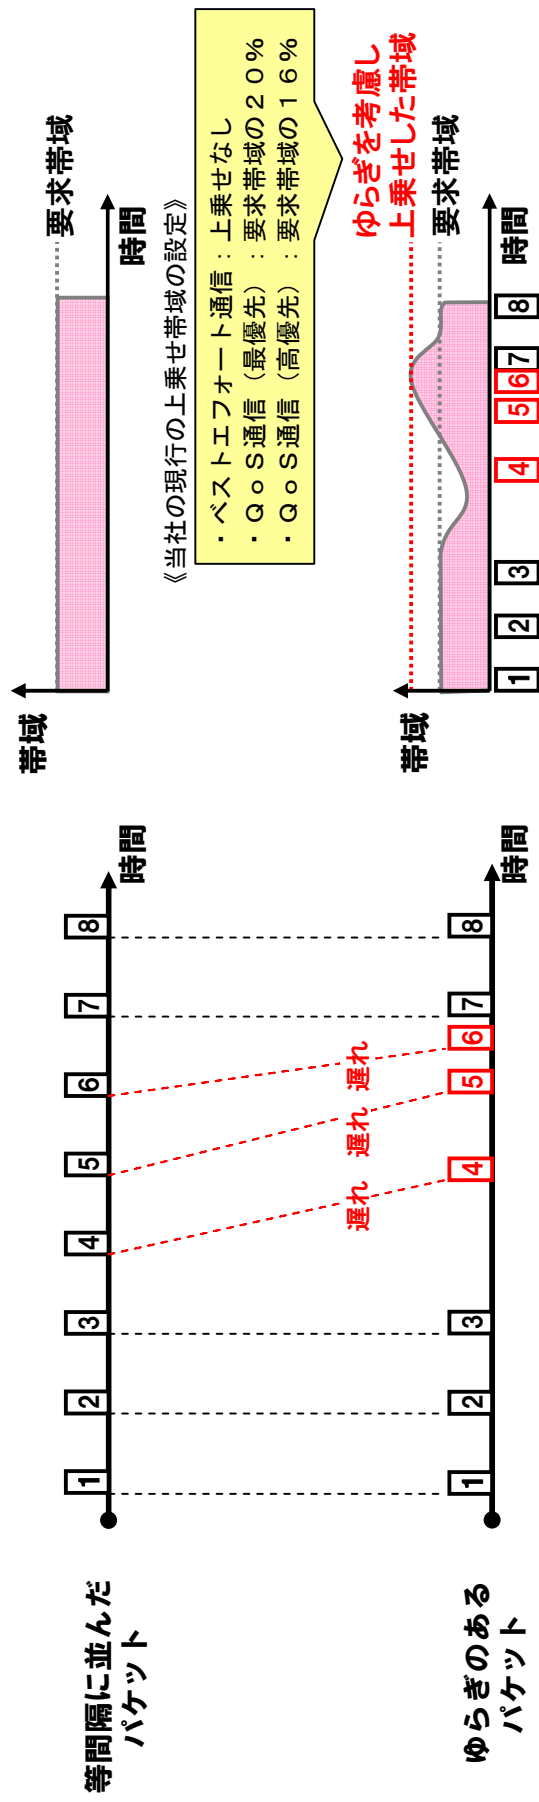 等間隔に並んだ
パケット
1
2
3
4
5
6
7
8
時間
遅れ
遅れ
遅れ
ゆらぎのある
パケット
1
2
3
4
5
6
7
8
時間
帯域
要求帯域
時間
《当社の現行の上乗せ帯域の設定》
・ベストエフォート通信：上乗せなし
・ＱｏＳ通信（最優先）：要求帯域の２０％
・ＱｏＳ通信（高優先）：要求帯域の１６％
ゆらぎを考慮し
上乗せした帯域
要求帯域
帯域
時間
1
2
3
4
5
6
7
8